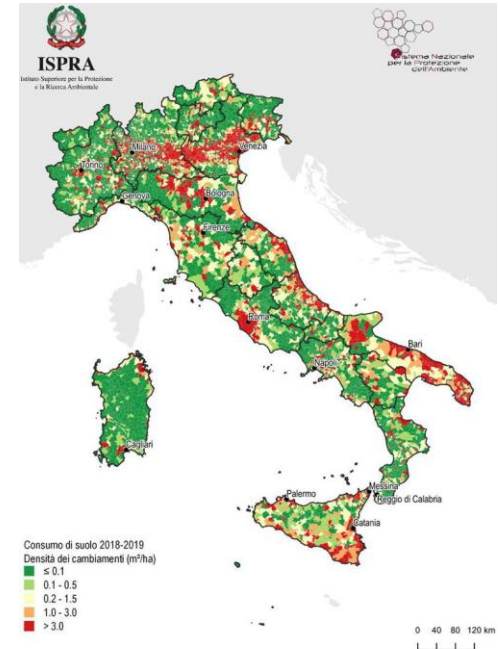 ISPRA
Istituto Superiore per la Protezione
e la Ricerca Ambientale
Sistema Nazionale
per la Protezione
dell'Ambiente
Milano
Venezia
Torino
Genova
Bologna
Firenze
Roma
Napoli
Bari
Cagliari
Messina
Palermo
Reggio di Calabria
Catania
Consumo di suolo 2018-2019
Densità dei cambiamenti (m²/ha)
≤ 0.1
0.1 - 0.5
0.2 - 1.5
1.0 - 3.0
> 3.0
0 40 80 120 km